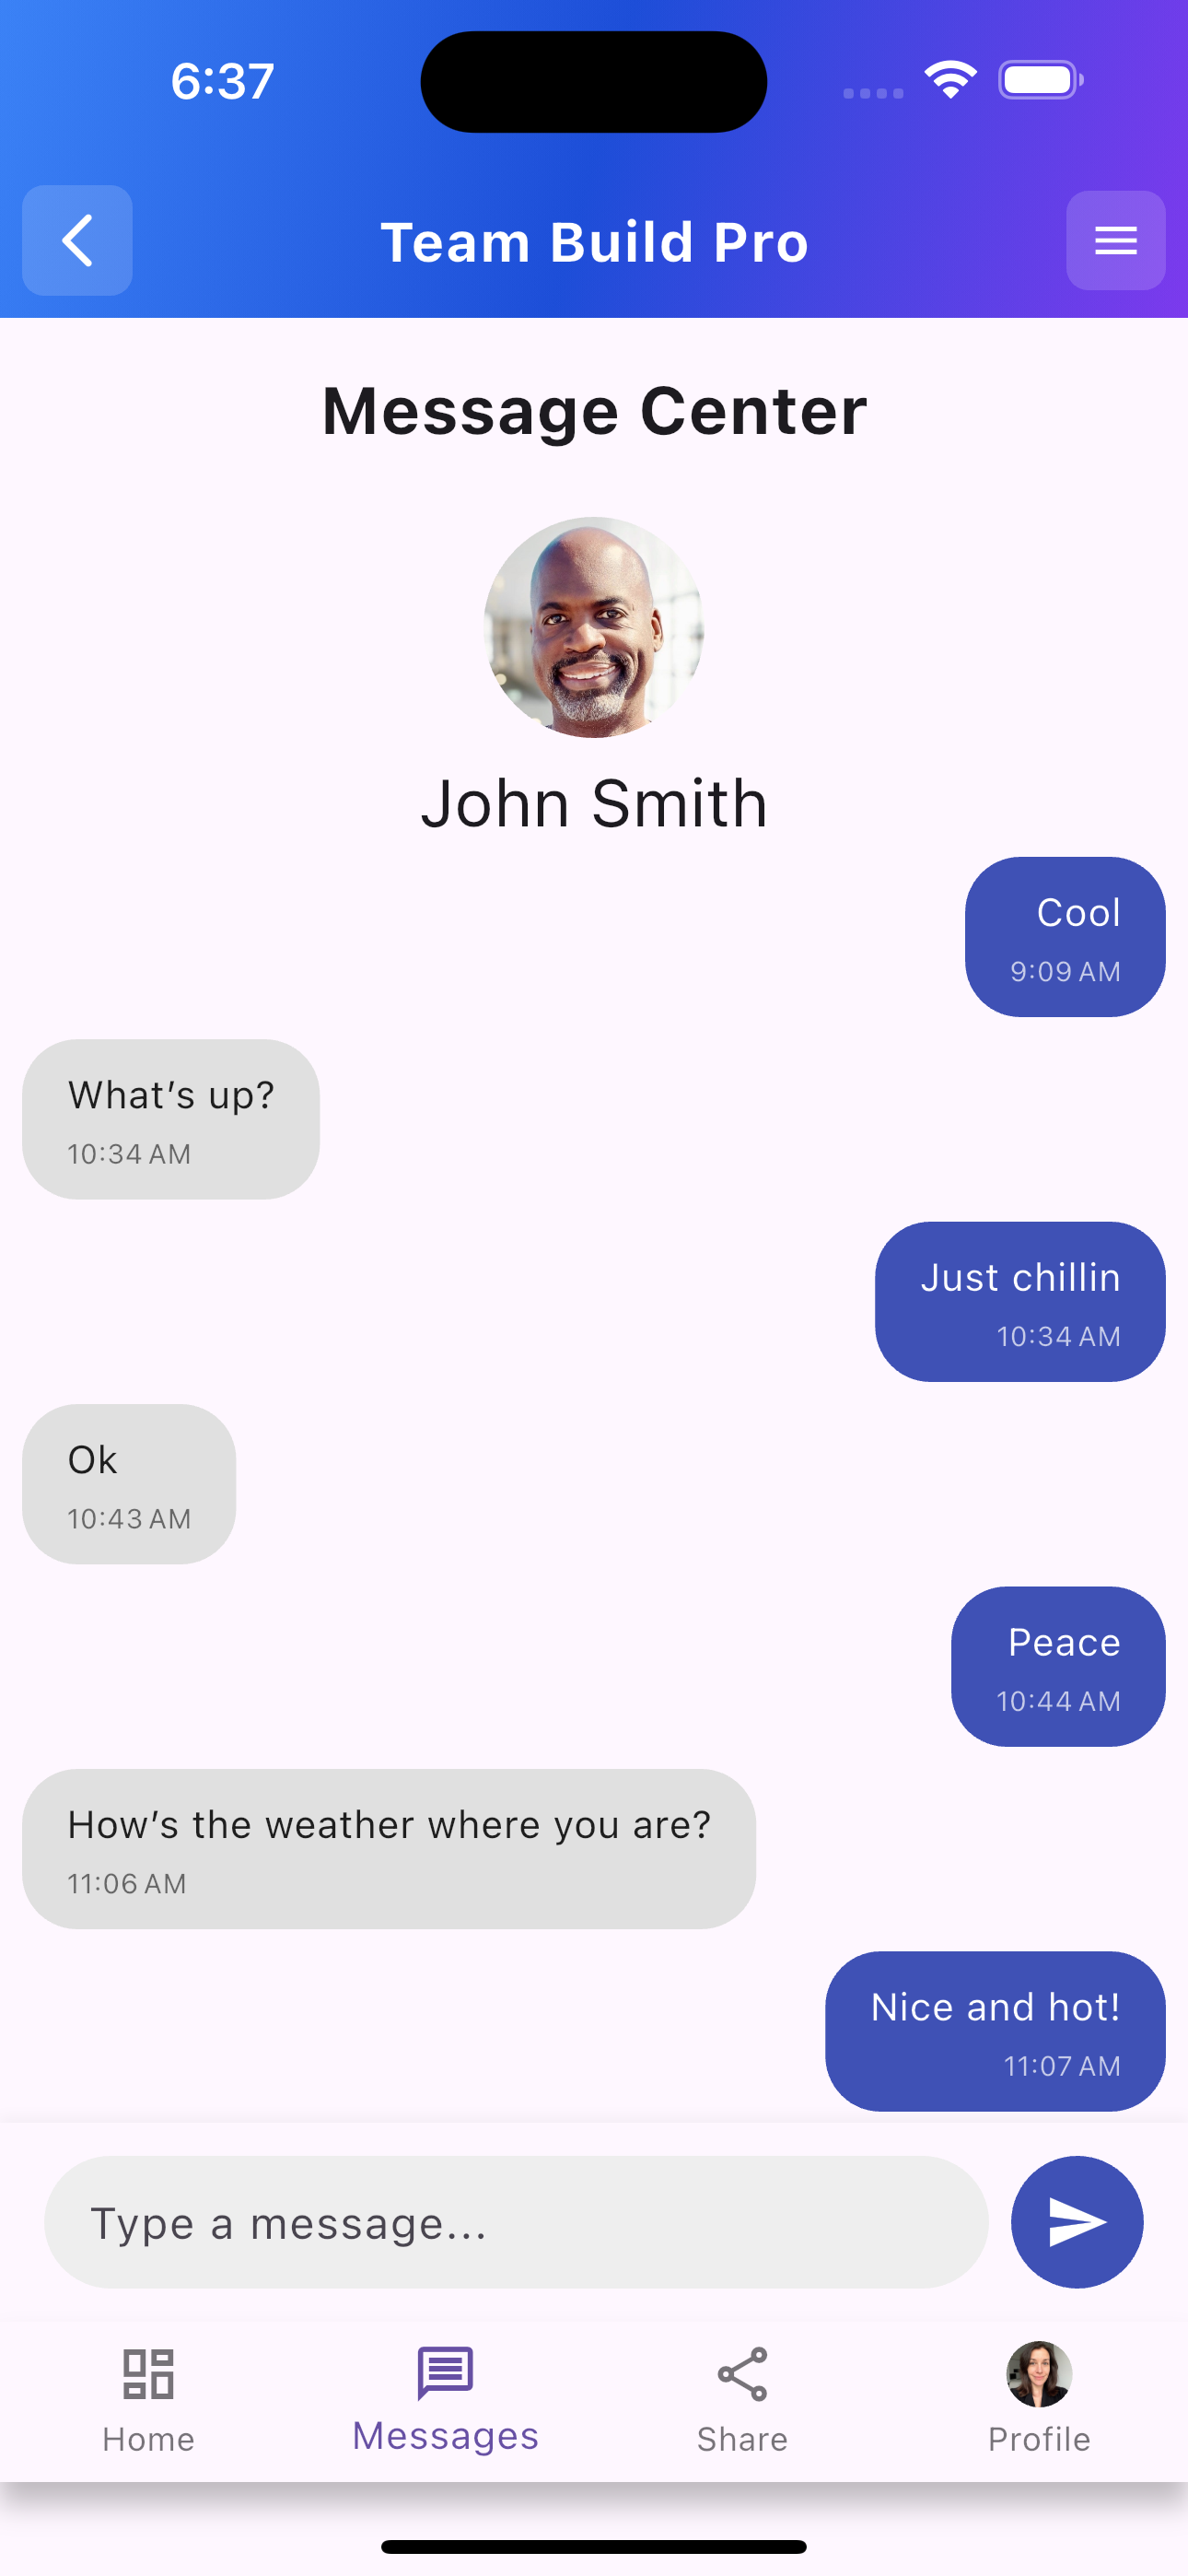 6:37
Team Build Pro
Message Center
John Smith
Cool
9:09 AM
What’s up?
10:34 AM
Just chillin
10:34 AM
Ok
10:43 AM
Peace
10:44 AM
How’s the weather where you are?
11:06 AM
Nice and hot!
11:07 AM
Type a message...
Home
Messages
Share
Profile